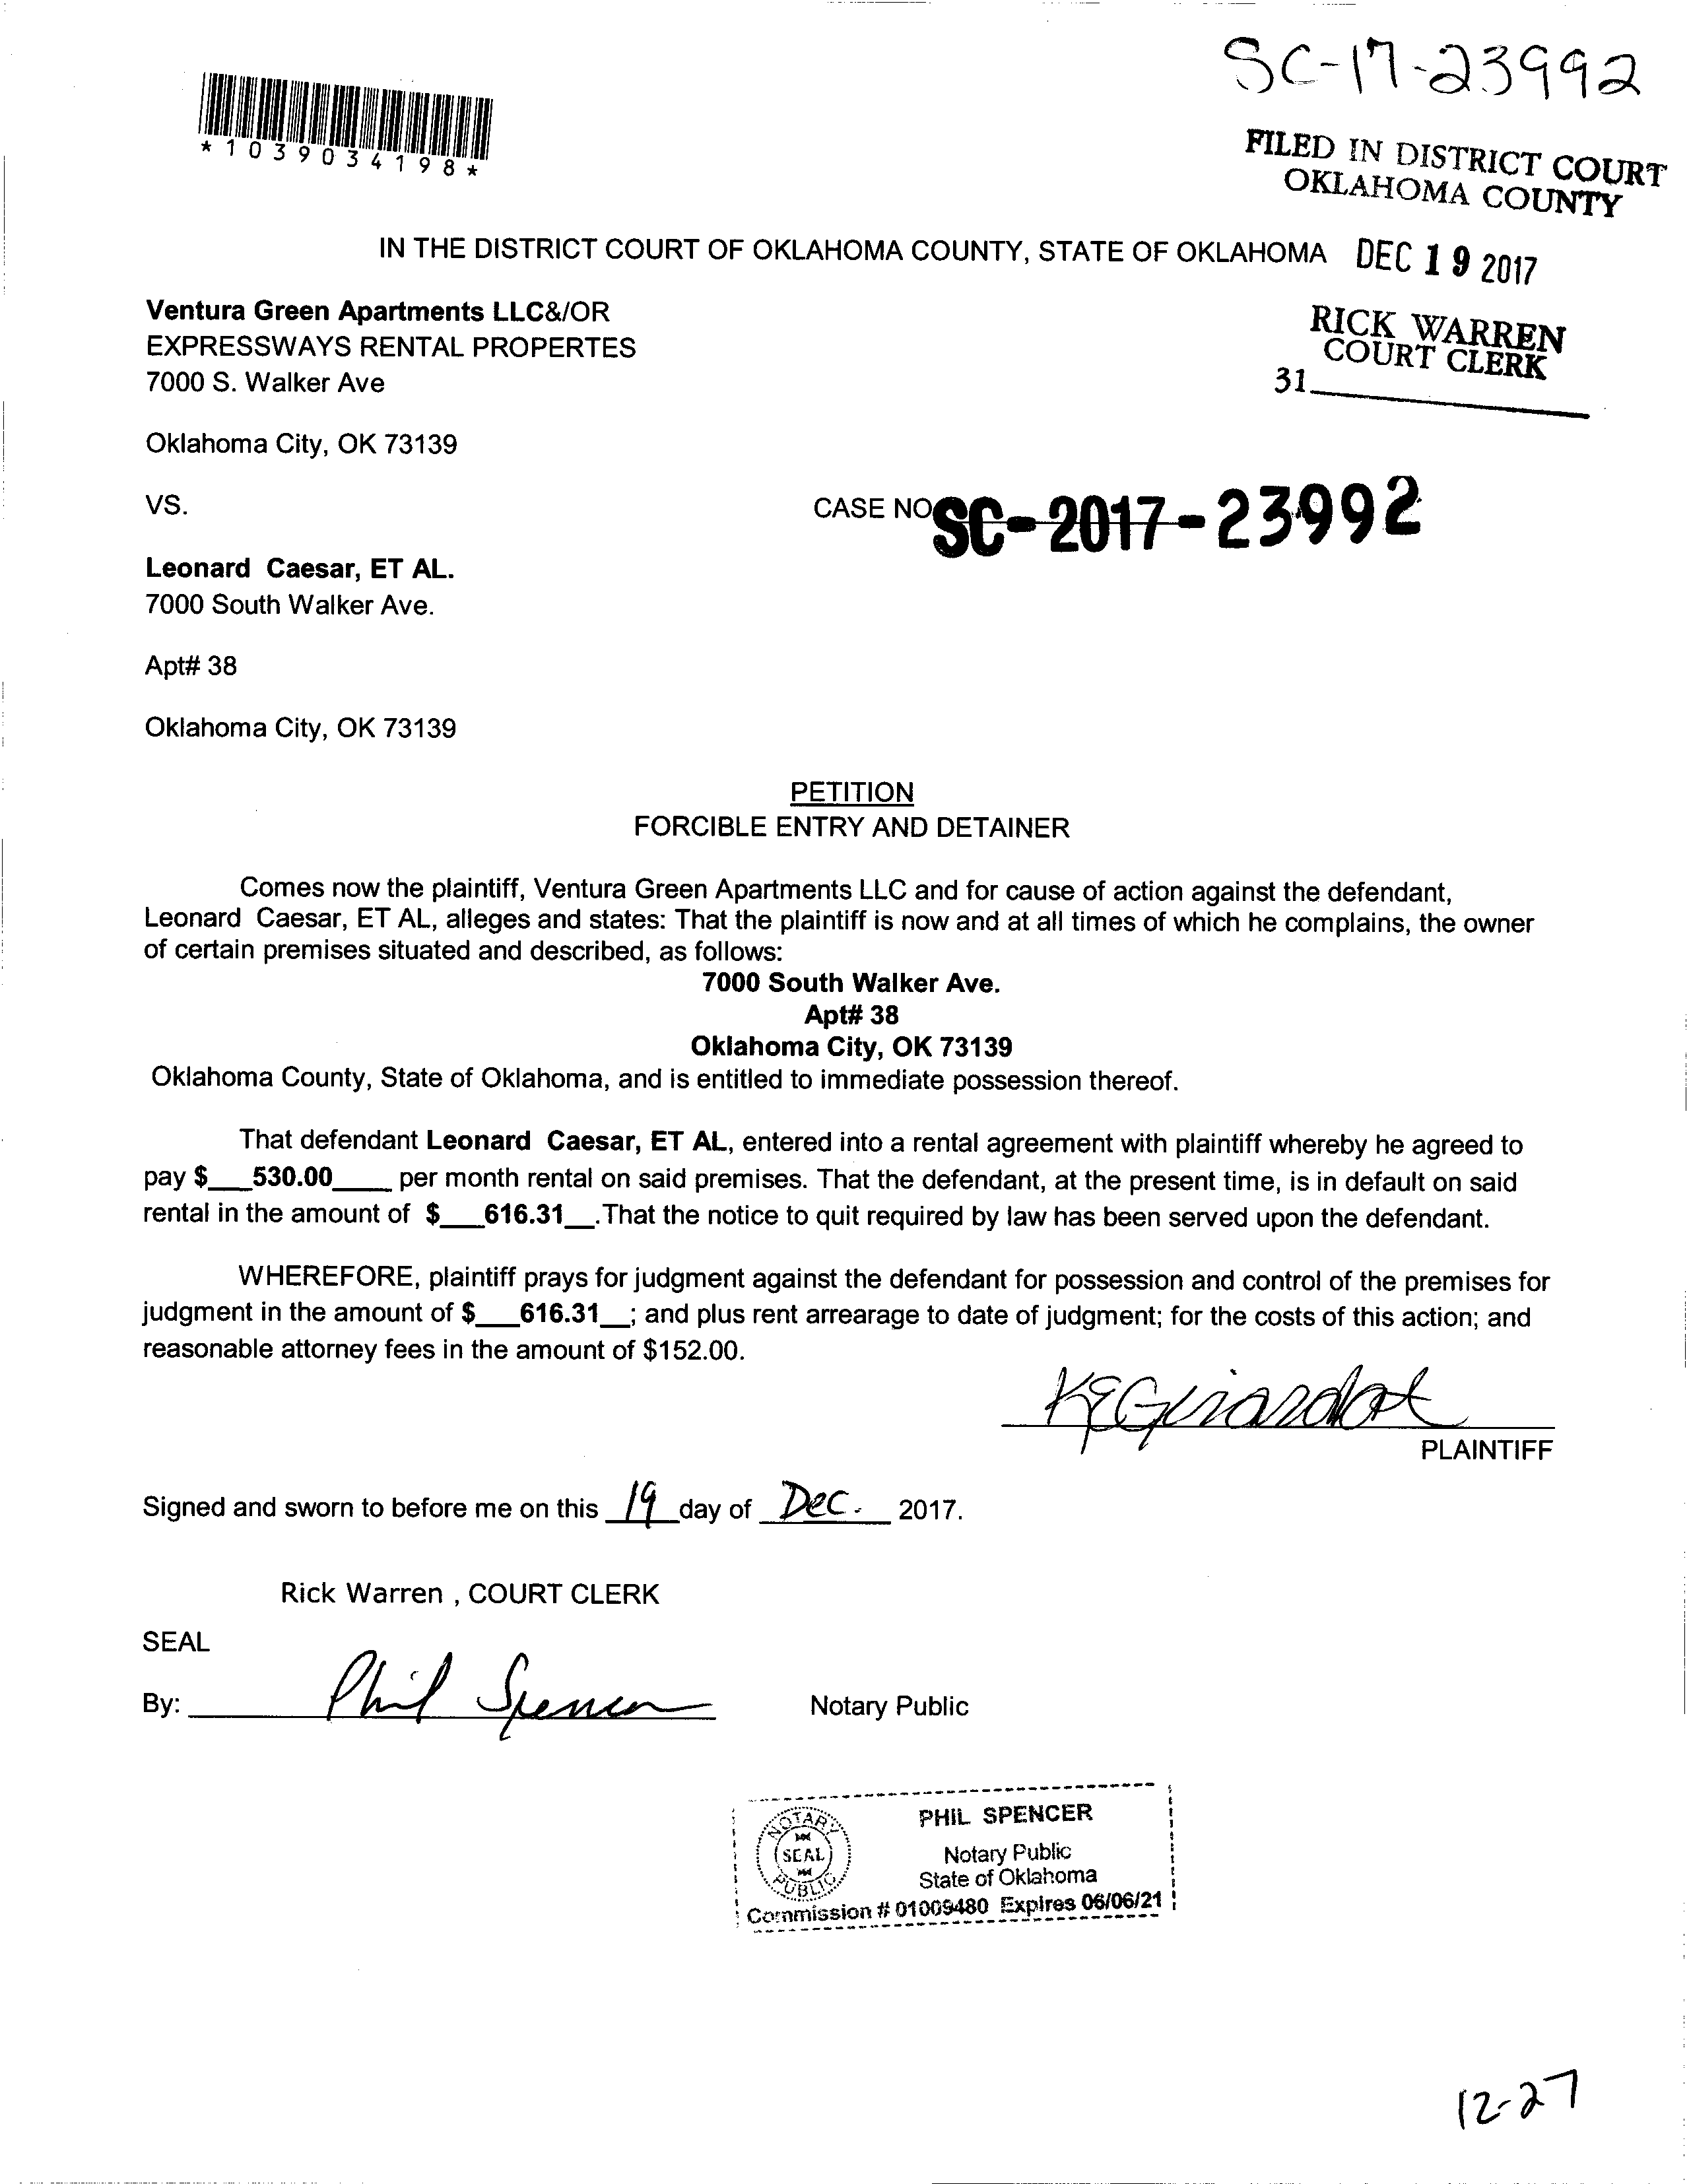 SC-17-23992
*1039034198*
FILED IN DISTRICT COURT
OKLAHOMA COUNTY
IN THE DISTRICT COURT OF OKLAHOMA COUNTY, STATE OF OKLAHOMA
DEC 19 2017
Ventura Green Apartments LLC&/OR
EXPRESSWAYS RENTAL PROPERTES
7000 S. Walker Ave
RICK WARREN
COURT CLERK
31
Oklahoma City, OK 73139
VS.
CASE NO SC-2017-23992
Leonard Caesar, ET AL.
7000 South Walker Ave.
Apt# 38
Oklahoma City, OK 73139
PETITION
FORCIBLE ENTRY AND DETAINER
Comes now the plaintiff, Ventura Green Apartments LLC and for cause of action against the defendant,
Leonard Caesar, ET AL, alleges and states: That the plaintiff is now and at all times of which he complains, the owner
of certain premises situated and described, as follows:
7000 South Walker Ave.
Apt# 38
Oklahoma City, OK 73139
Oklahoma County, State of Oklahoma, and is entitled to immediate possession thereof.
That defendant Leonard Caesar, ET AL, entered into a rental agreement with plaintiff whereby he agreed to
pay $___530.00____ per month rental on said premises. That the defendant, at the present time, is in default on said
rental in the amount of $___616.31__.That the notice to quit required by law has been served upon the defendant.
WHEREFORE, plaintiff prays for judgment against the defendant for possession and control of the premises for
judgment in the amount of $___616.31__; and plus rent arrearage to date of judgment; for the costs of this action; and
reasonable attorney fees in the amount of $152.00.
KEGirardot
PLAINTIFF
Signed and sworn to before me on this 19 day of Dec. 2017.
Rick Warren , COURT CLERK
SEAL
By: Phil Spencer Notary Public
NOTARY
SEAL
PUBLIC
PHIL SPENCER
Notary Public
State of Oklahoma
Commission # 01009480 Expires 06/06/21
12-27